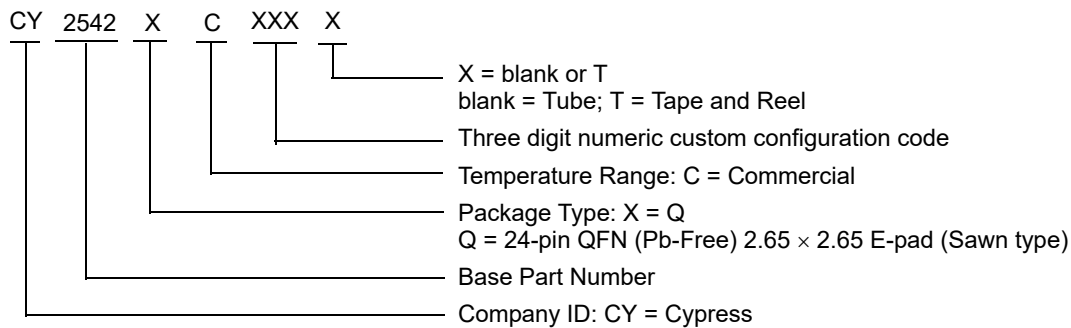 CY 2542 X C XXX X
X = blank or T
blank = Tube; T = Tape and Reel
Three digit numeric custom configuration code
Temperature Range: C = Commercial
Package Type: X = Q
Q = 24-pin QFN (Pb-Free) 2.65 × 2.65 E-pad (Sawn type)
Base Part Number
Company ID: CY = Cypress